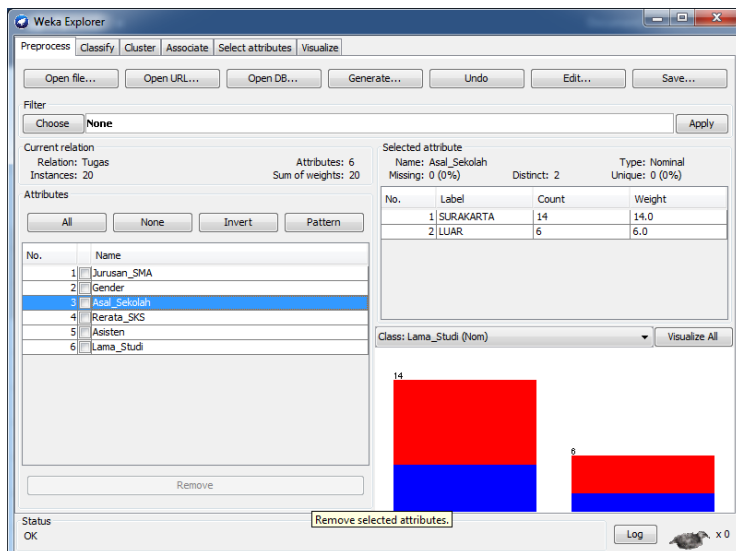 Weka Explorer
Preprocess Classify Cluster Associate Select attributes Visualize
Open file... Open URL... Open DB... Generate... Undo Edit... Save...
Filter
Choose None Apply
Current relation
Relation: Tugas Attributes: 6
Instances: 20 Sum of weights: 20
Attributes
All None Invert Pattern
No. Name
1 Jurusan_SMA
2 Gender
3 Asal_Sekolah
4 Rerata_SKS
5 Asisten
6 Lama_Studi
Remove
Selected attribute
Name: Asal_Sekolah Type: Nominal
Missing: 0 (0%) Distinct: 2 Unique: 0 (0%)
No. Label Count Weight
1 SURAKARTA 14 14.0
2 LUAR 6 6.0
Class: Lama_Studi (Nom) Visualize All
14
6
Remove selected attributes.
Status
OK Log x 0